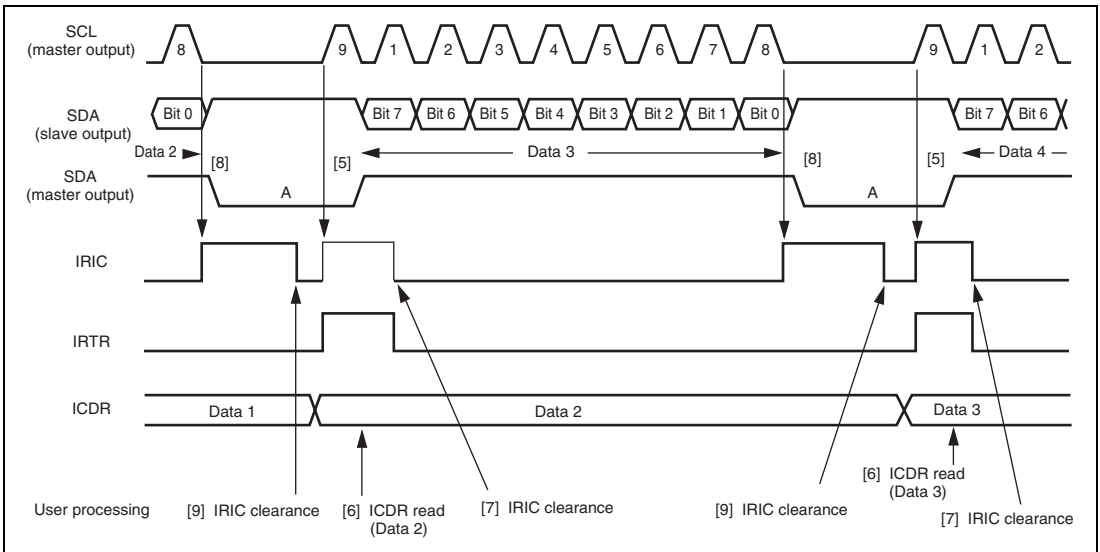 SCL
(master output)
8 9 1 2 3 4 5 6 7 8 9 1 2
SDA
(slave output)
Bit 0 Bit 7 Bit 6 Bit 5 Bit 4 Bit 3 Bit 2 Bit 1 Bit 0 Bit 7 Bit 6
Data 2 [8] [5] Data 3 [8] [5] Data 4
SDA
(master output)
A A
IRIC
IRTR
ICDR
Data 1 Data 2 Data 3
User processing
[9] IRIC clearance
[6] ICDR read
(Data 2)
[7] IRIC clearance
[9] IRIC clearance
[6] ICDR read
(Data 3)
[7] IRIC clearance